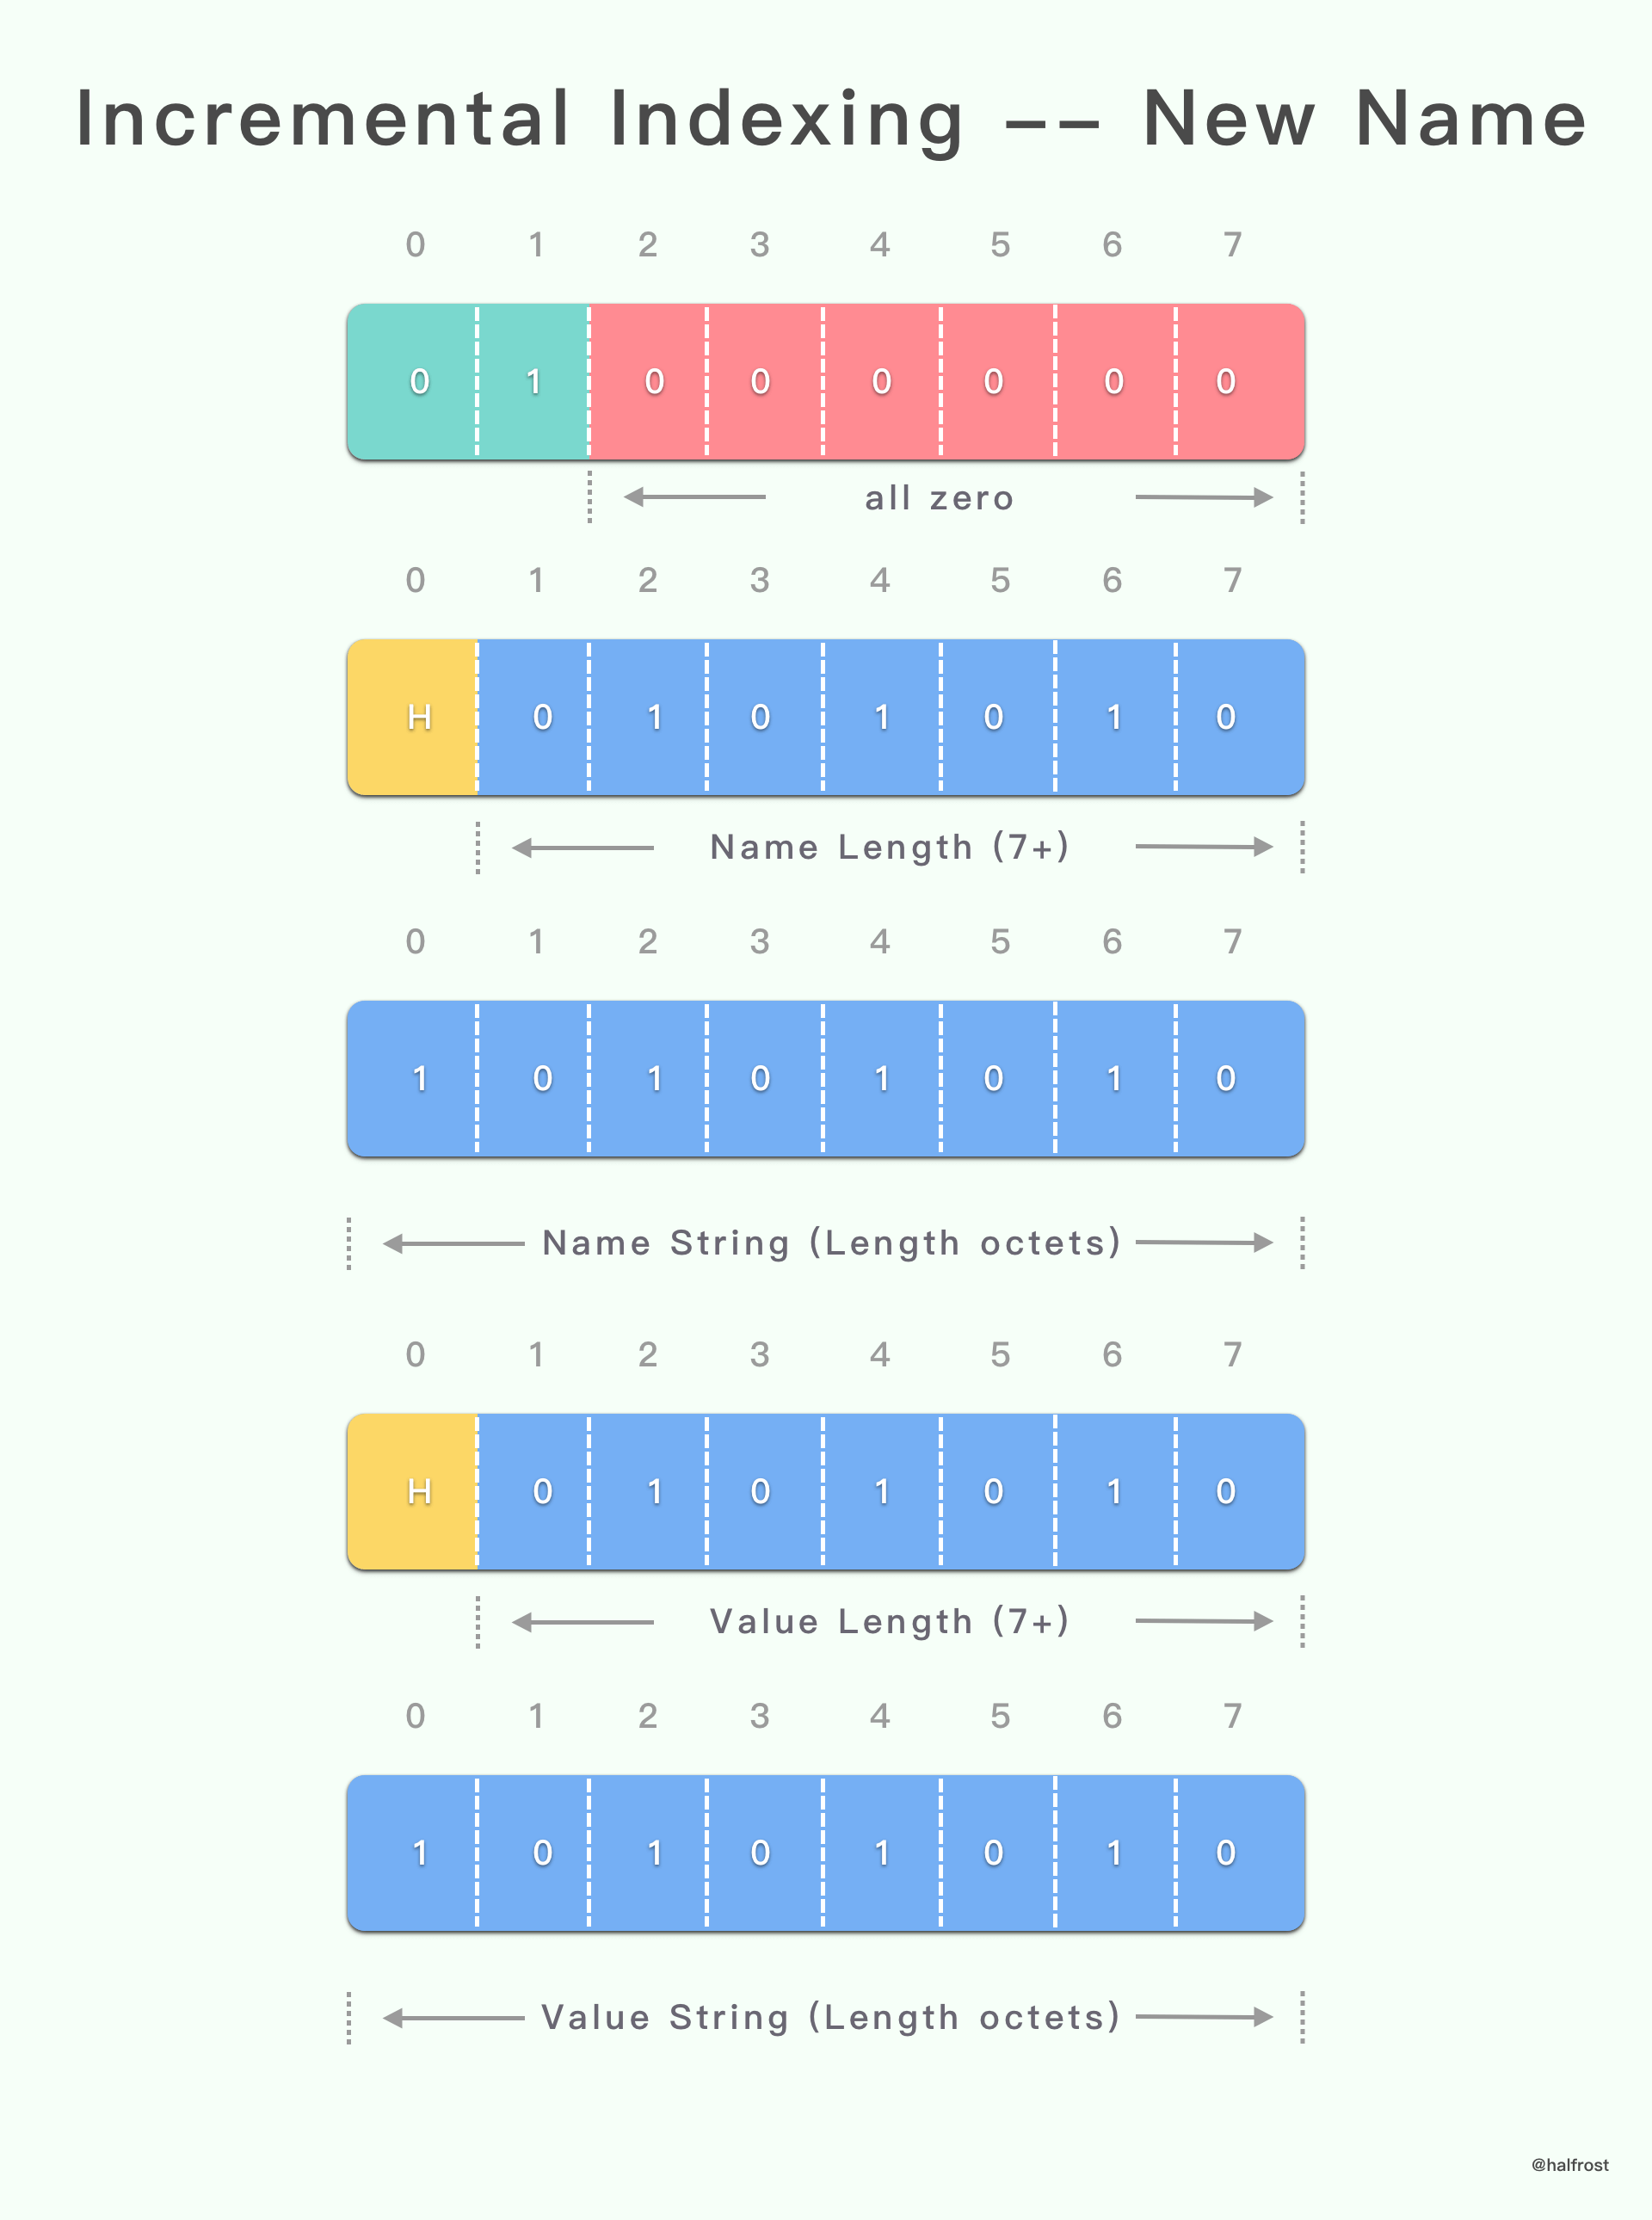 Incremental Indexing -- New Name
0 1 2 3 4 5 6 7
0 1 0 0 0 0 0 0
all zero
0 1 2 3 4 5 6 7
H 0 1 0 1 0 1 0
Name Length (7+)
0 1 2 3 4 5 6 7
1 0 1 0 1 0 1 0
Name String (Length octets)
0 1 2 3 4 5 6 7
H 0 1 0 1 0 1 0
Value Length (7+)
0 1 2 3 4 5 6 7
1 0 1 0 1 0 1 0
Value String (Length octets)
@halfrost